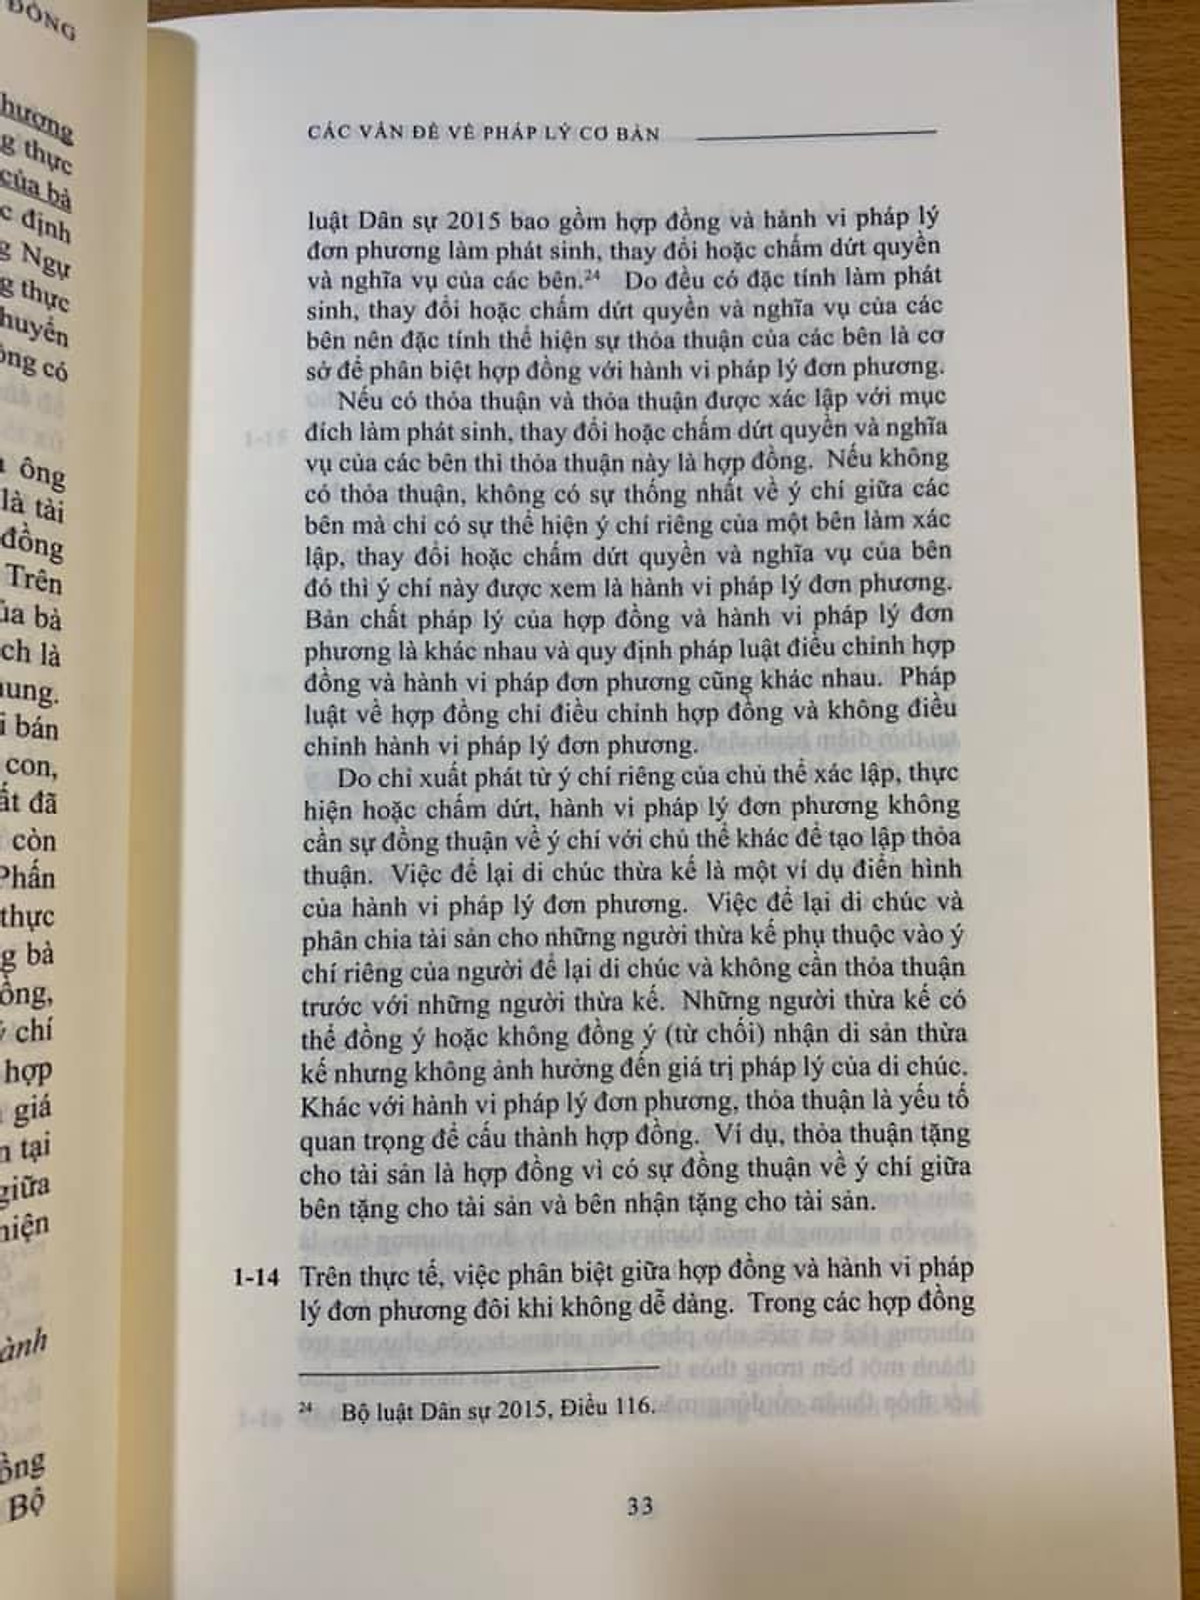 ĐỒNG
hương
g thực
của bà
c định
g Ngự
g thực
huyển
ông có
ông
là tài
đồng
Trên
ủa bà
ch là
hung.
i bán
con,
ất đã
còn
Phấn
thực
g bà
ồng,
ý chí
hợp
giá
n tại
giữa
hiện
ành
ồng
Bộ
CÁC VẤN ĐỀ VỀ PHÁP LÝ CƠ BẢN
luật Dân sự 2015 bao gồm hợp đồng và hành vi pháp lý
đơn phương làm phát sinh, thay đổi hoặc chấm dứt quyền
và nghĩa vụ của các bên.²⁴ Do đều có đặc tính làm phát
sinh, thay đổi hoặc chấm dứt quyền và nghĩa vụ của các
bên nên đặc tính thể hiện sự thỏa thuận của các bên là cơ
sở để phân biệt hợp đồng với hành vi pháp lý đơn phương.
Nếu có thỏa thuận và thỏa thuận được xác lập với mục
đích làm phát sinh, thay đổi hoặc chấm dứt quyền và nghĩa
vụ của các bên thì thỏa thuận này là hợp đồng. Nếu không
có thỏa thuận, không có sự thống nhất về ý chí giữa các
bên mà chỉ có sự thể hiện ý chí riêng của một bên làm xác
lập, thay đổi hoặc chấm dứt quyền và nghĩa vụ của bên
đó thì ý chí này được xem là hành vi pháp lý đơn phương.
Bản chất pháp lý của hợp đồng và hành vi pháp lý đơn
phương là khác nhau và quy định pháp luật điều chỉnh hợp
đồng và hành vi pháp đơn phương cũng khác nhau. Pháp
luật về hợp đồng chỉ điều chỉnh hợp đồng và không điều
chỉnh hành vi pháp lý đơn phương.
Do chỉ xuất phát từ ý chí riêng của chủ thể xác lập, thực
hiện hoặc chấm dứt, hành vi pháp lý đơn phương không
cần sự đồng thuận về ý chí với chủ thể khác để tạo lập thỏa
thuận. Việc để lại di chúc thừa kế là một ví dụ điển hình
của hành vi pháp lý đơn phương. Việc để lại di chúc và
phân chia tài sản cho những người thừa kế phụ thuộc vào ý
chí riêng của người để lại di chúc và không cần thỏa thuận
trước với những người thừa kế. Những người thừa kế có
thể đồng ý hoặc không đồng ý (từ chối) nhận di sản thừa
kế nhưng không ảnh hưởng đến giá trị pháp lý của di chúc.
Khác với hành vi pháp lý đơn phương, thỏa thuận là yếu tố
quan trọng để cấu thành hợp đồng. Ví dụ, thỏa thuận tặng
cho tài sản là hợp đồng vì có sự đồng thuận về ý chí giữa
bên tặng cho tài sản và bên nhận tặng cho tài sản.
1-14 Trên thực tế, việc phân biệt giữa hợp đồng và hành vi pháp
lý đơn phương đôi khi không dễ dàng. Trong các hợp đồng
²⁴ Bộ luật Dân sự 2015, Điều 116.
33